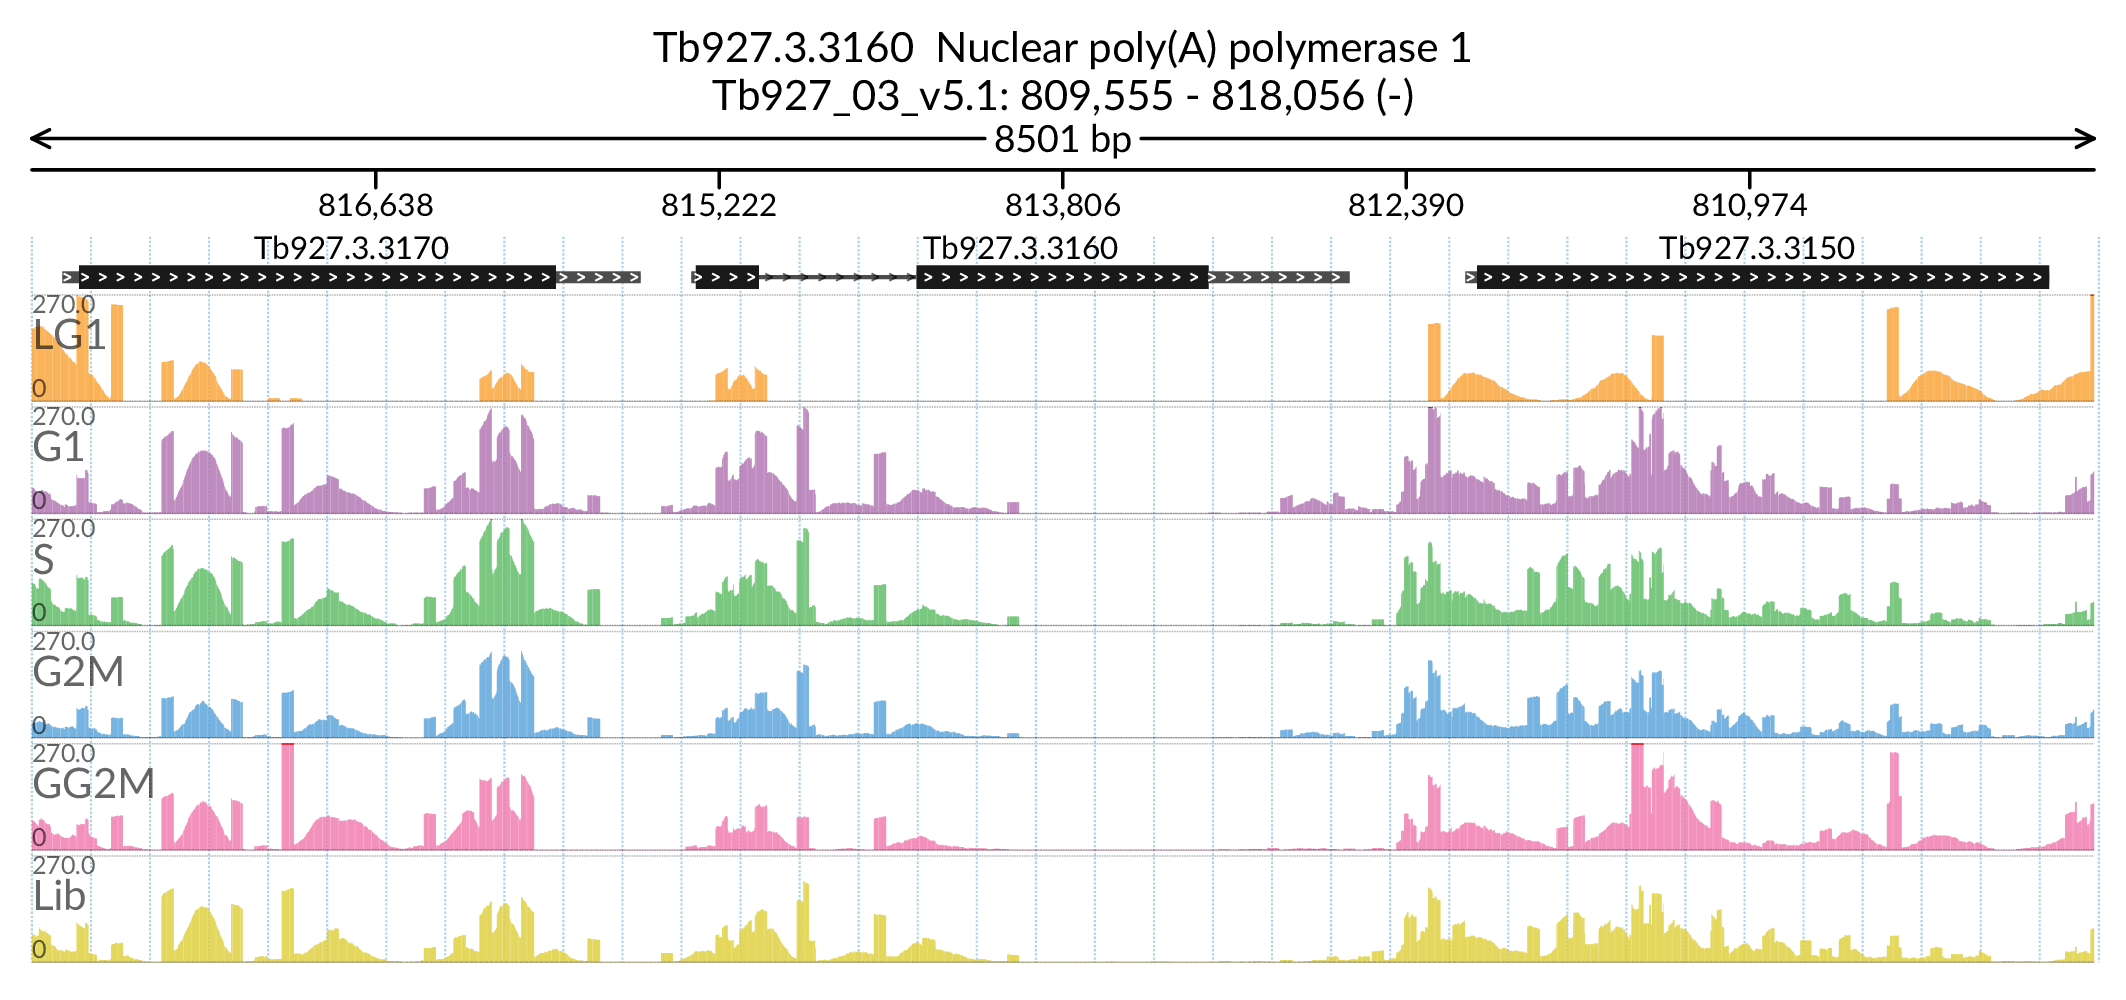 Tb927.3.3160  Nuclear poly(A) polymerase 1
Tb927_03_v5.1: 809,555 - 818,056 (-)
8501 bp
816,638 815,222 813,806 812,390 810,974
Tb927.3.3170 Tb927.3.3160 Tb927.3.3150
270.0
LG1
0
270.0
G1
0
270.0
S
0
270.0
G2M
0
270.0
GG2M
0
270.0
Lib
0